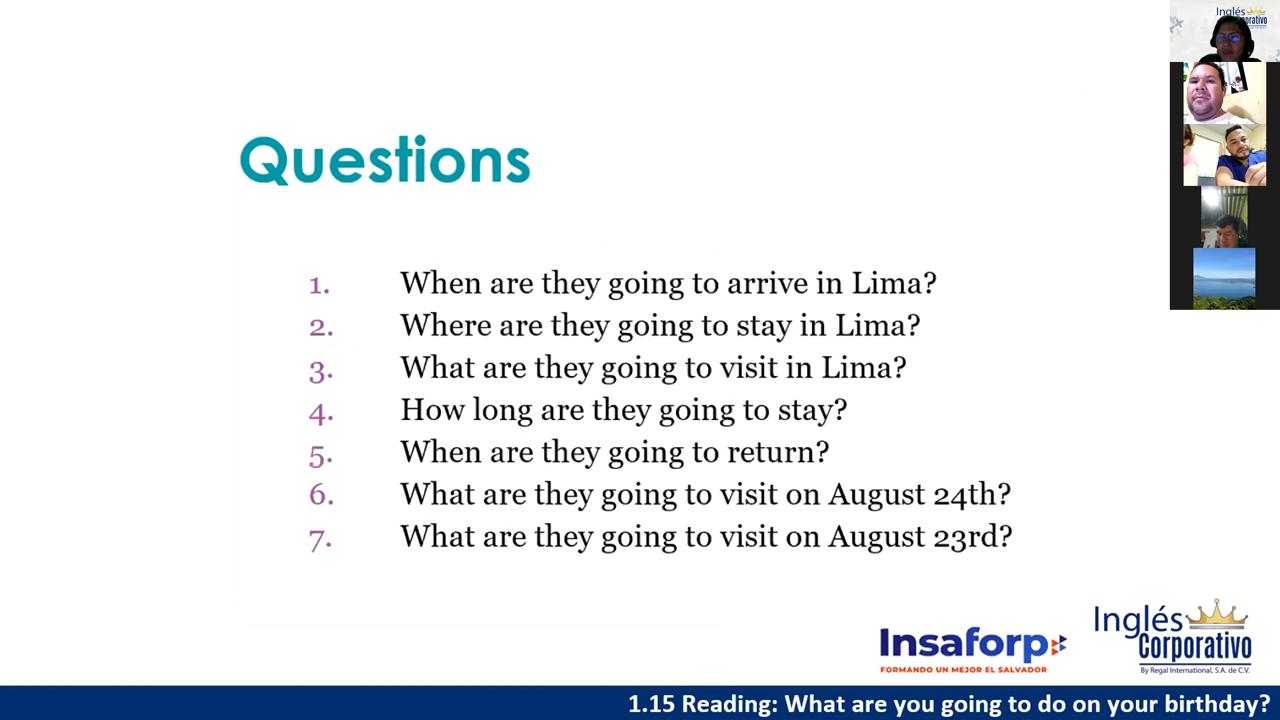 Inglés
Questions
1. When are they going to arrive in Lima?
2. Where are they going to stay in Lima?
3. What are they going to visit in Lima?
4. How long are they going to stay?
5. When are they going to return?
6. What are they going to visit on August 24th?
7. What are they going to visit on August 23rd?
Insaforp
FORMANDO UN MEJOR EL SALVADOR
Inglés
Corporativo
By Regal International, S.A. de C.V.
1.15 Reading: What are you going to do on your birthday?